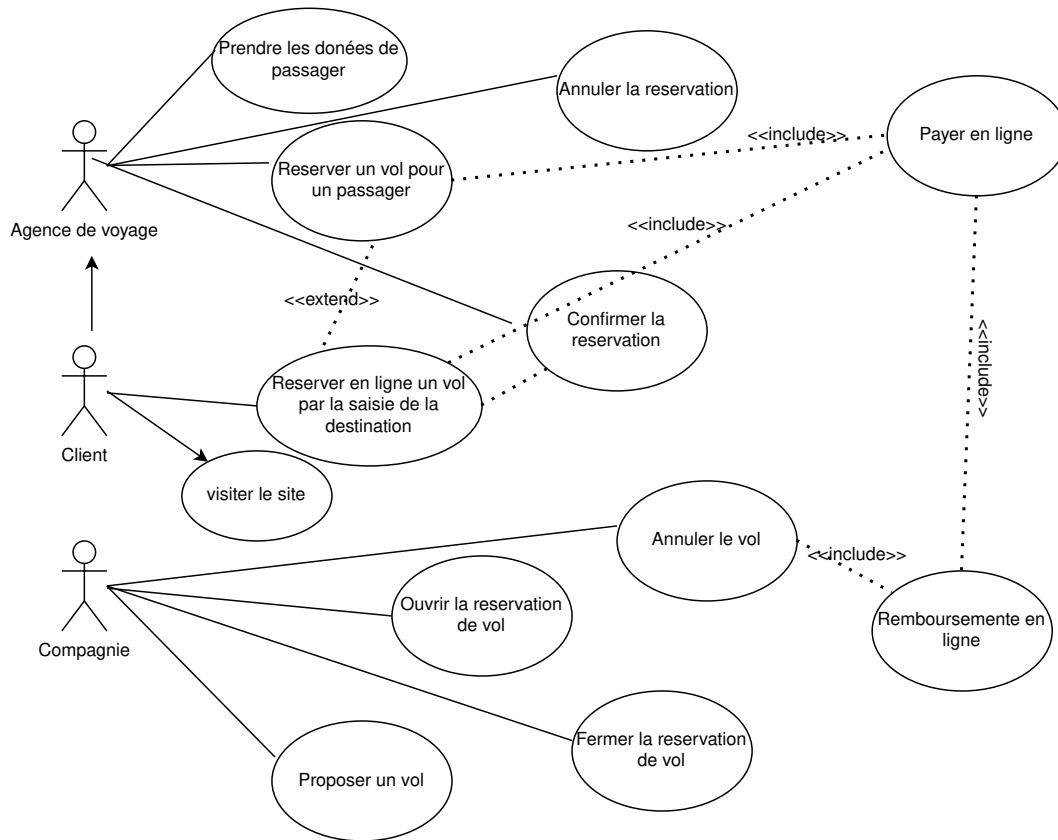 Prendre les donées de
passager
Annuler la reservation
<<include>>
Payer en ligne
Reserver un vol pour
un passager
Agence de voyage
<<include>>
<<extend>>
Confirmer la
reservation
<<include>>
Reserver en ligne un vol
par la saisie de la
destination
Client
visiter le site
Annuler le vol
<<include>>
Ouvrir la reservation
de vol
Remboursemente en
ligne
Compagnie
Fermer la reservation
de vol
Proposer un vol